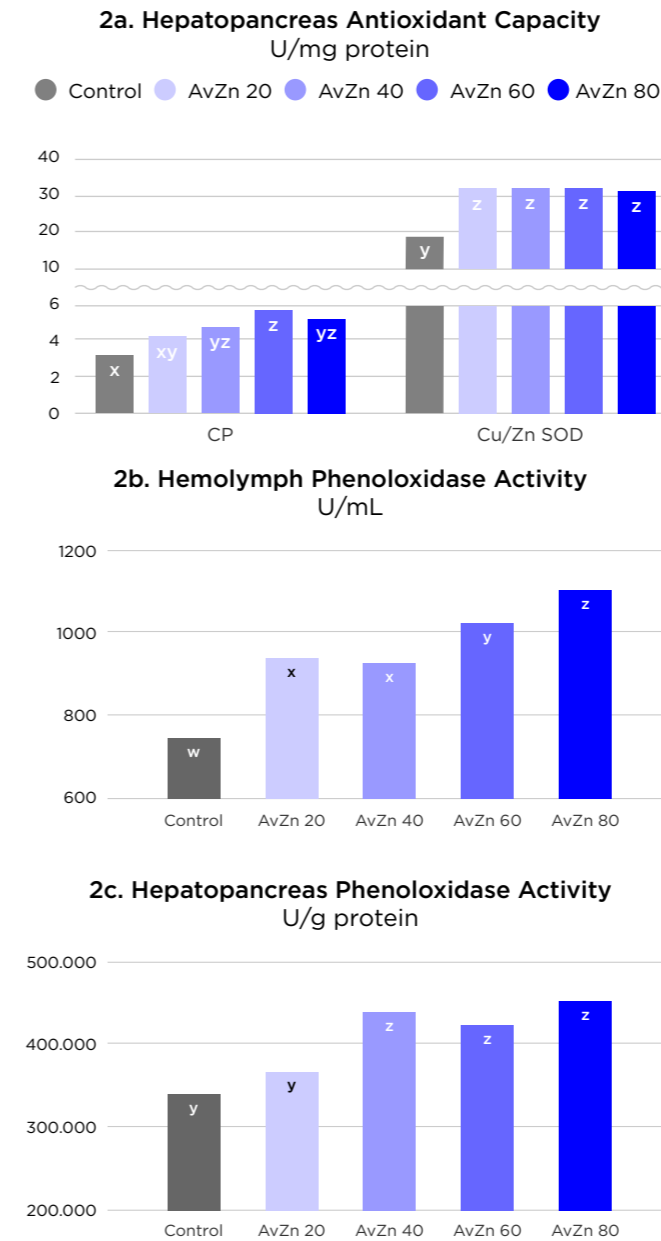 2a. Hepatopancreas Antioxidant Capacity
U/mg protein
Control AvZn 20 AvZn 40 AvZn 60 AvZn 80
40
30
20
10
6
4
2
0
y z z z z
x xy yz z yz
CP Cu/Zn SOD
2b. Hemolymph Phenoloxidase Activity
U/mL
1200
1000
800
600
w x x y z
Control AvZn 20 AvZn 40 AvZn 60 AvZn 80
2c. Hepatopancreas Phenoloxidase Activity
U/g protein
500.000
400.000
300.000
200.000
y y z z z
Control AvZn 20 AvZn 40 AvZn 60 AvZn 80